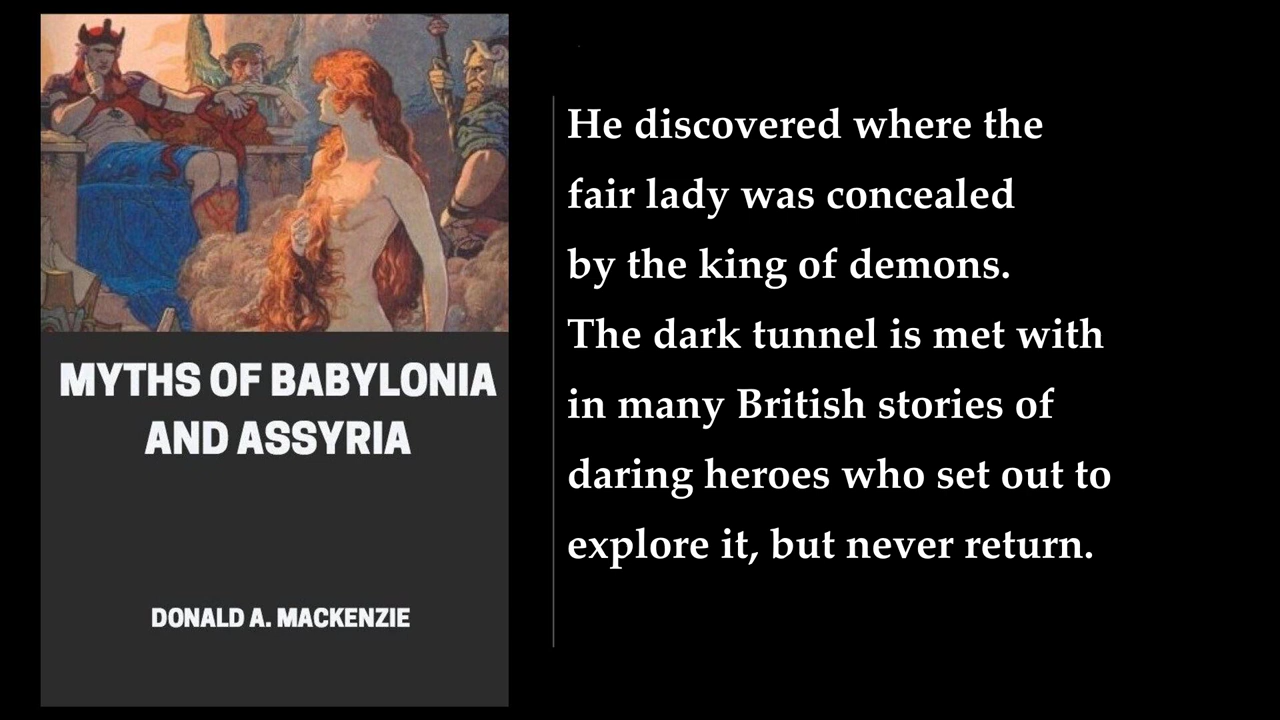 MYTHS OF BABYLONIA
AND ASSYRIA
DONALD A. MACKENZIE
He discovered where the
fair lady was concealed
by the king of demons.
The dark tunnel is met with
in many British stories of
daring heroes who set out to
explore it, but never return.